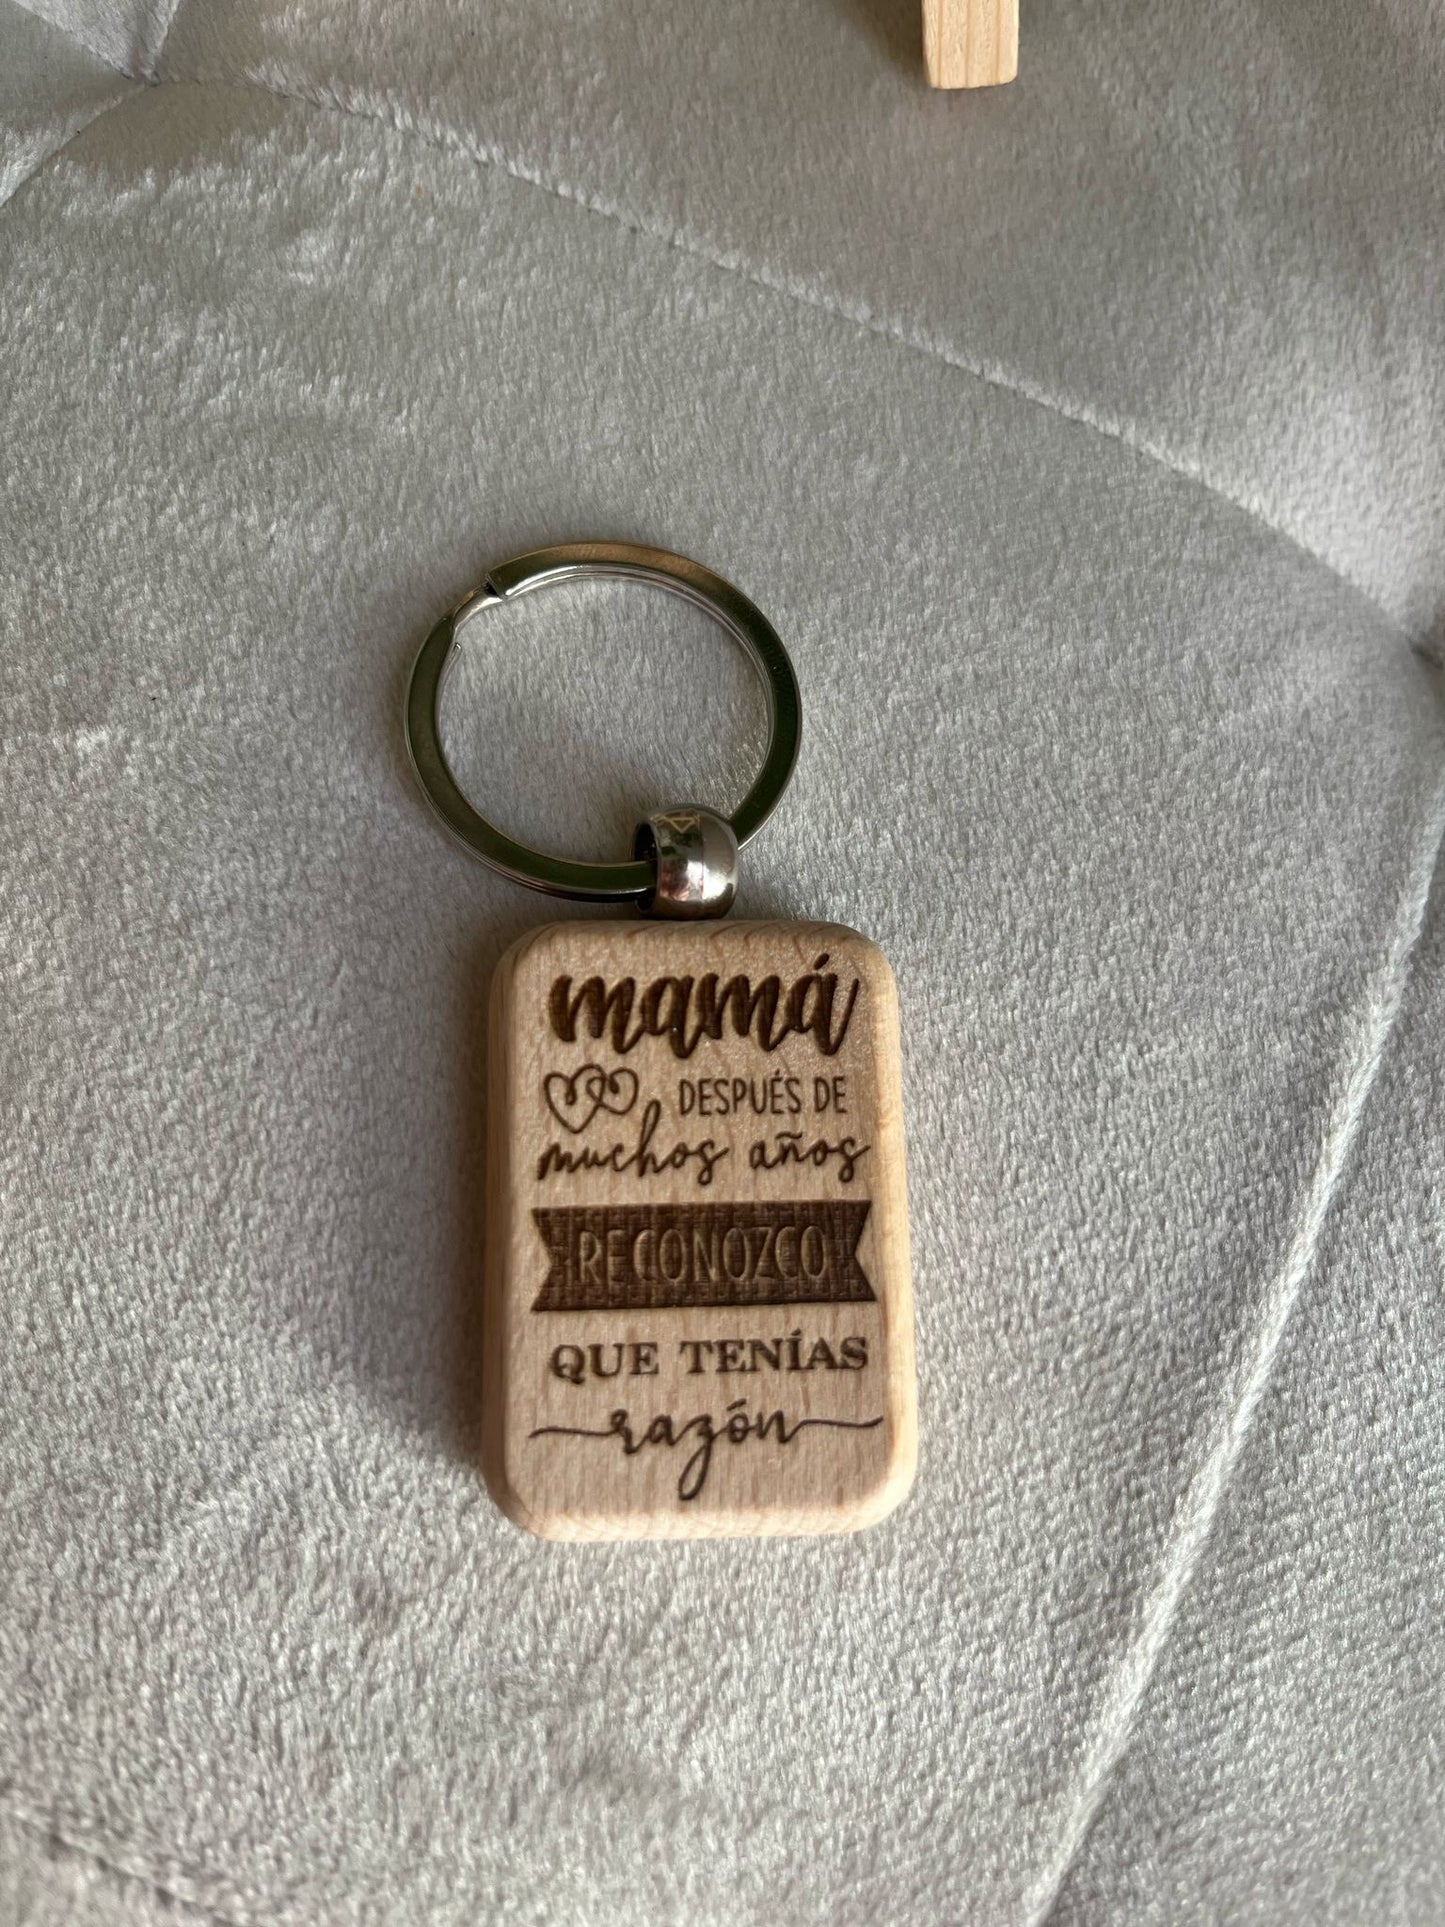 mamá
DESPUÉS DE
muchos años
RECONOZCO
QUE TENÍAS
razón